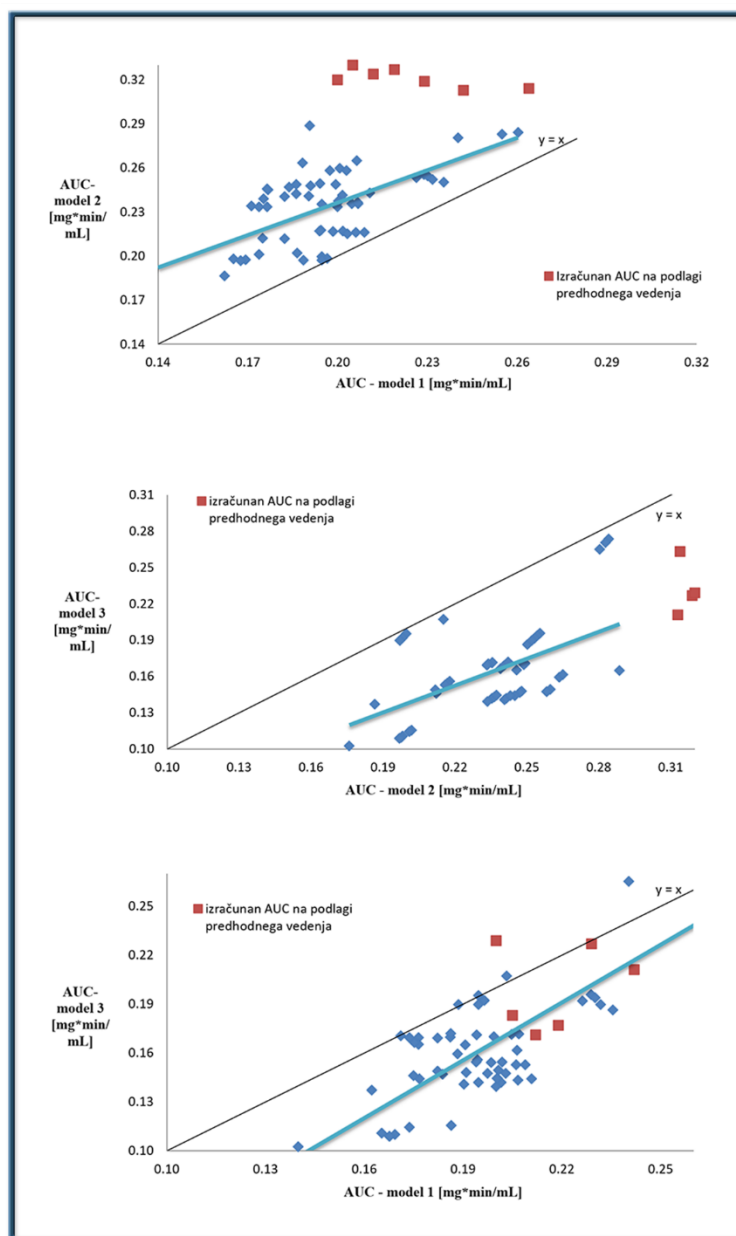 0.32
0.29
0.26
0.23
0.20
0.17
0.14
AUC-
model 2
[mg*min/
mL]
y = x
Izračunan AUC na podlagi
predhodnega vedenja
0.14 0.17 0.20 0.23 0.26 0.29 0.32
AUC - model 1 [mg*min/mL]
izračunan AUC na podlagi
predhodnega vedenja
0.31
0.28
0.25
0.22
0.19
0.16
0.13
0.10
AUC-
model 3
[mg*min/
mL]
y = x
0.10 0.13 0.16 0.19 0.22 0.25 0.28 0.31
AUC - model 2 [mg*min/mL]
izračunan AUC na podlagi
predhodnega vedenja
0.25
0.22
0.19
0.16
0.13
0.10
AUC-
model 3
[mg*min/
mL]
y = x
0.10 0.13 0.16 0.19 0.22 0.25
AUC - model 1 [mg*min/mL]